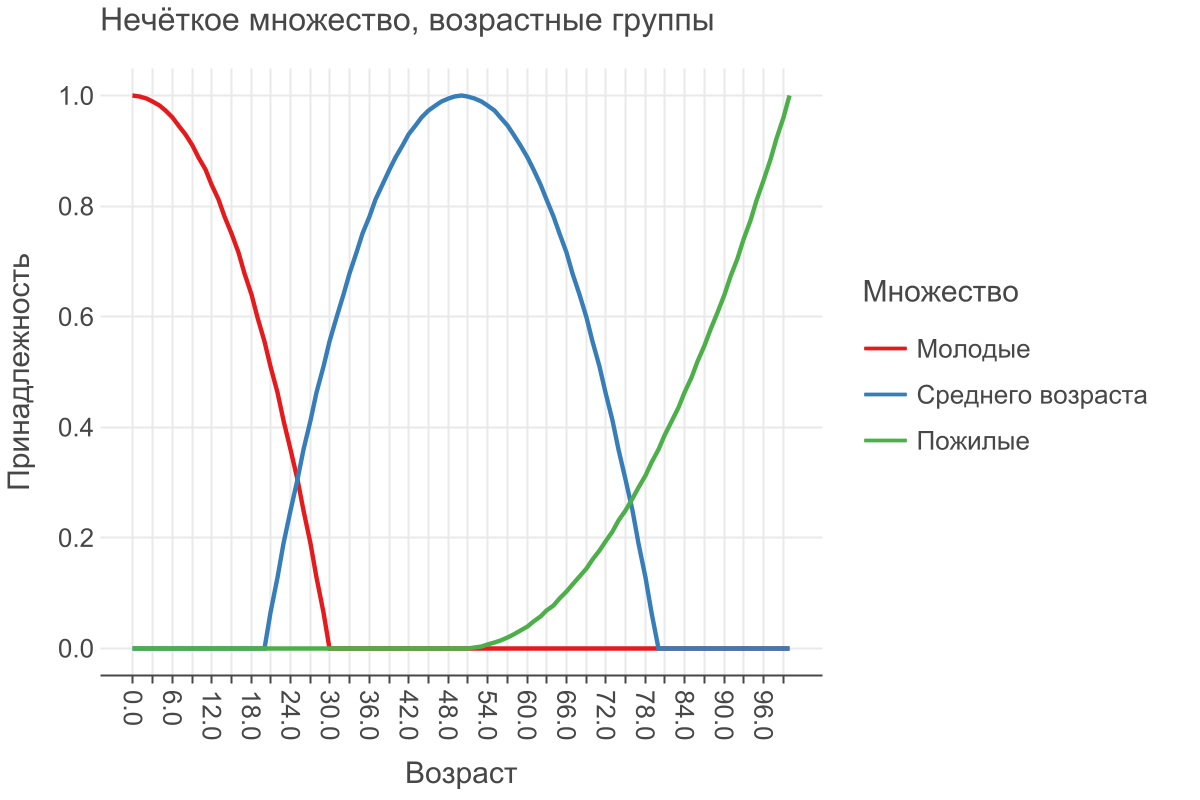 Нечёткое множество, возрастные группы
1.0
0.8
0.6
0.4
0.2
0.0
Принадлежность
0.0 6.0 12.0 18.0 24.0 30.0 36.0 42.0 48.0 54.0 60.0 66.0 72.0 78.0 84.0 90.0 96.0
Возраст
Множество
Молодые
Среднего возраста
Пожилые